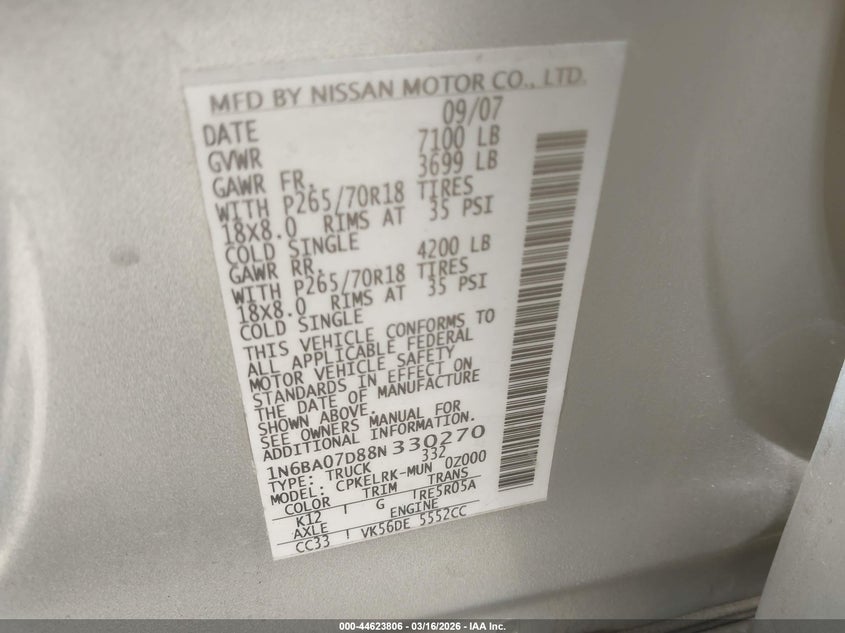 MFD BY NISSAN MOTOR CO., LTD.
DATE 09/07
GVWR 7100 LB
GAWR FR. 3699 LB
WITH P265/70R18 TIRES
18X8.0 RIMS AT 35 PSI
COLD SINGLE
GAWR RR. 4200 LB
WITH P265/70R18 TIRES
18X8.0 RIMS AT 35 PSI
COLD SINGLE
THIS VEHICLE CONFORMS TO
ALL APPLICABLE FEDERAL
MOTOR VEHICLE SAFETY
STANDARDS IN EFFECT ON
THE DATE OF MANUFACTURE
SHOWN ABOVE.
SEE OWNERS MANUAL FOR
ADDITIONAL INFORMATION.
1N6BA07D88N 330270
TYPE: TRUCK 332
MODEL: CPKELRK-MUN 0Z000
COLOR TRIM TRANS
K12 G RE5R05A
AXLE ENGINE
CC33 VK56DE 5552CC
000-44623806 - 03/16/2026 - IAA Inc.